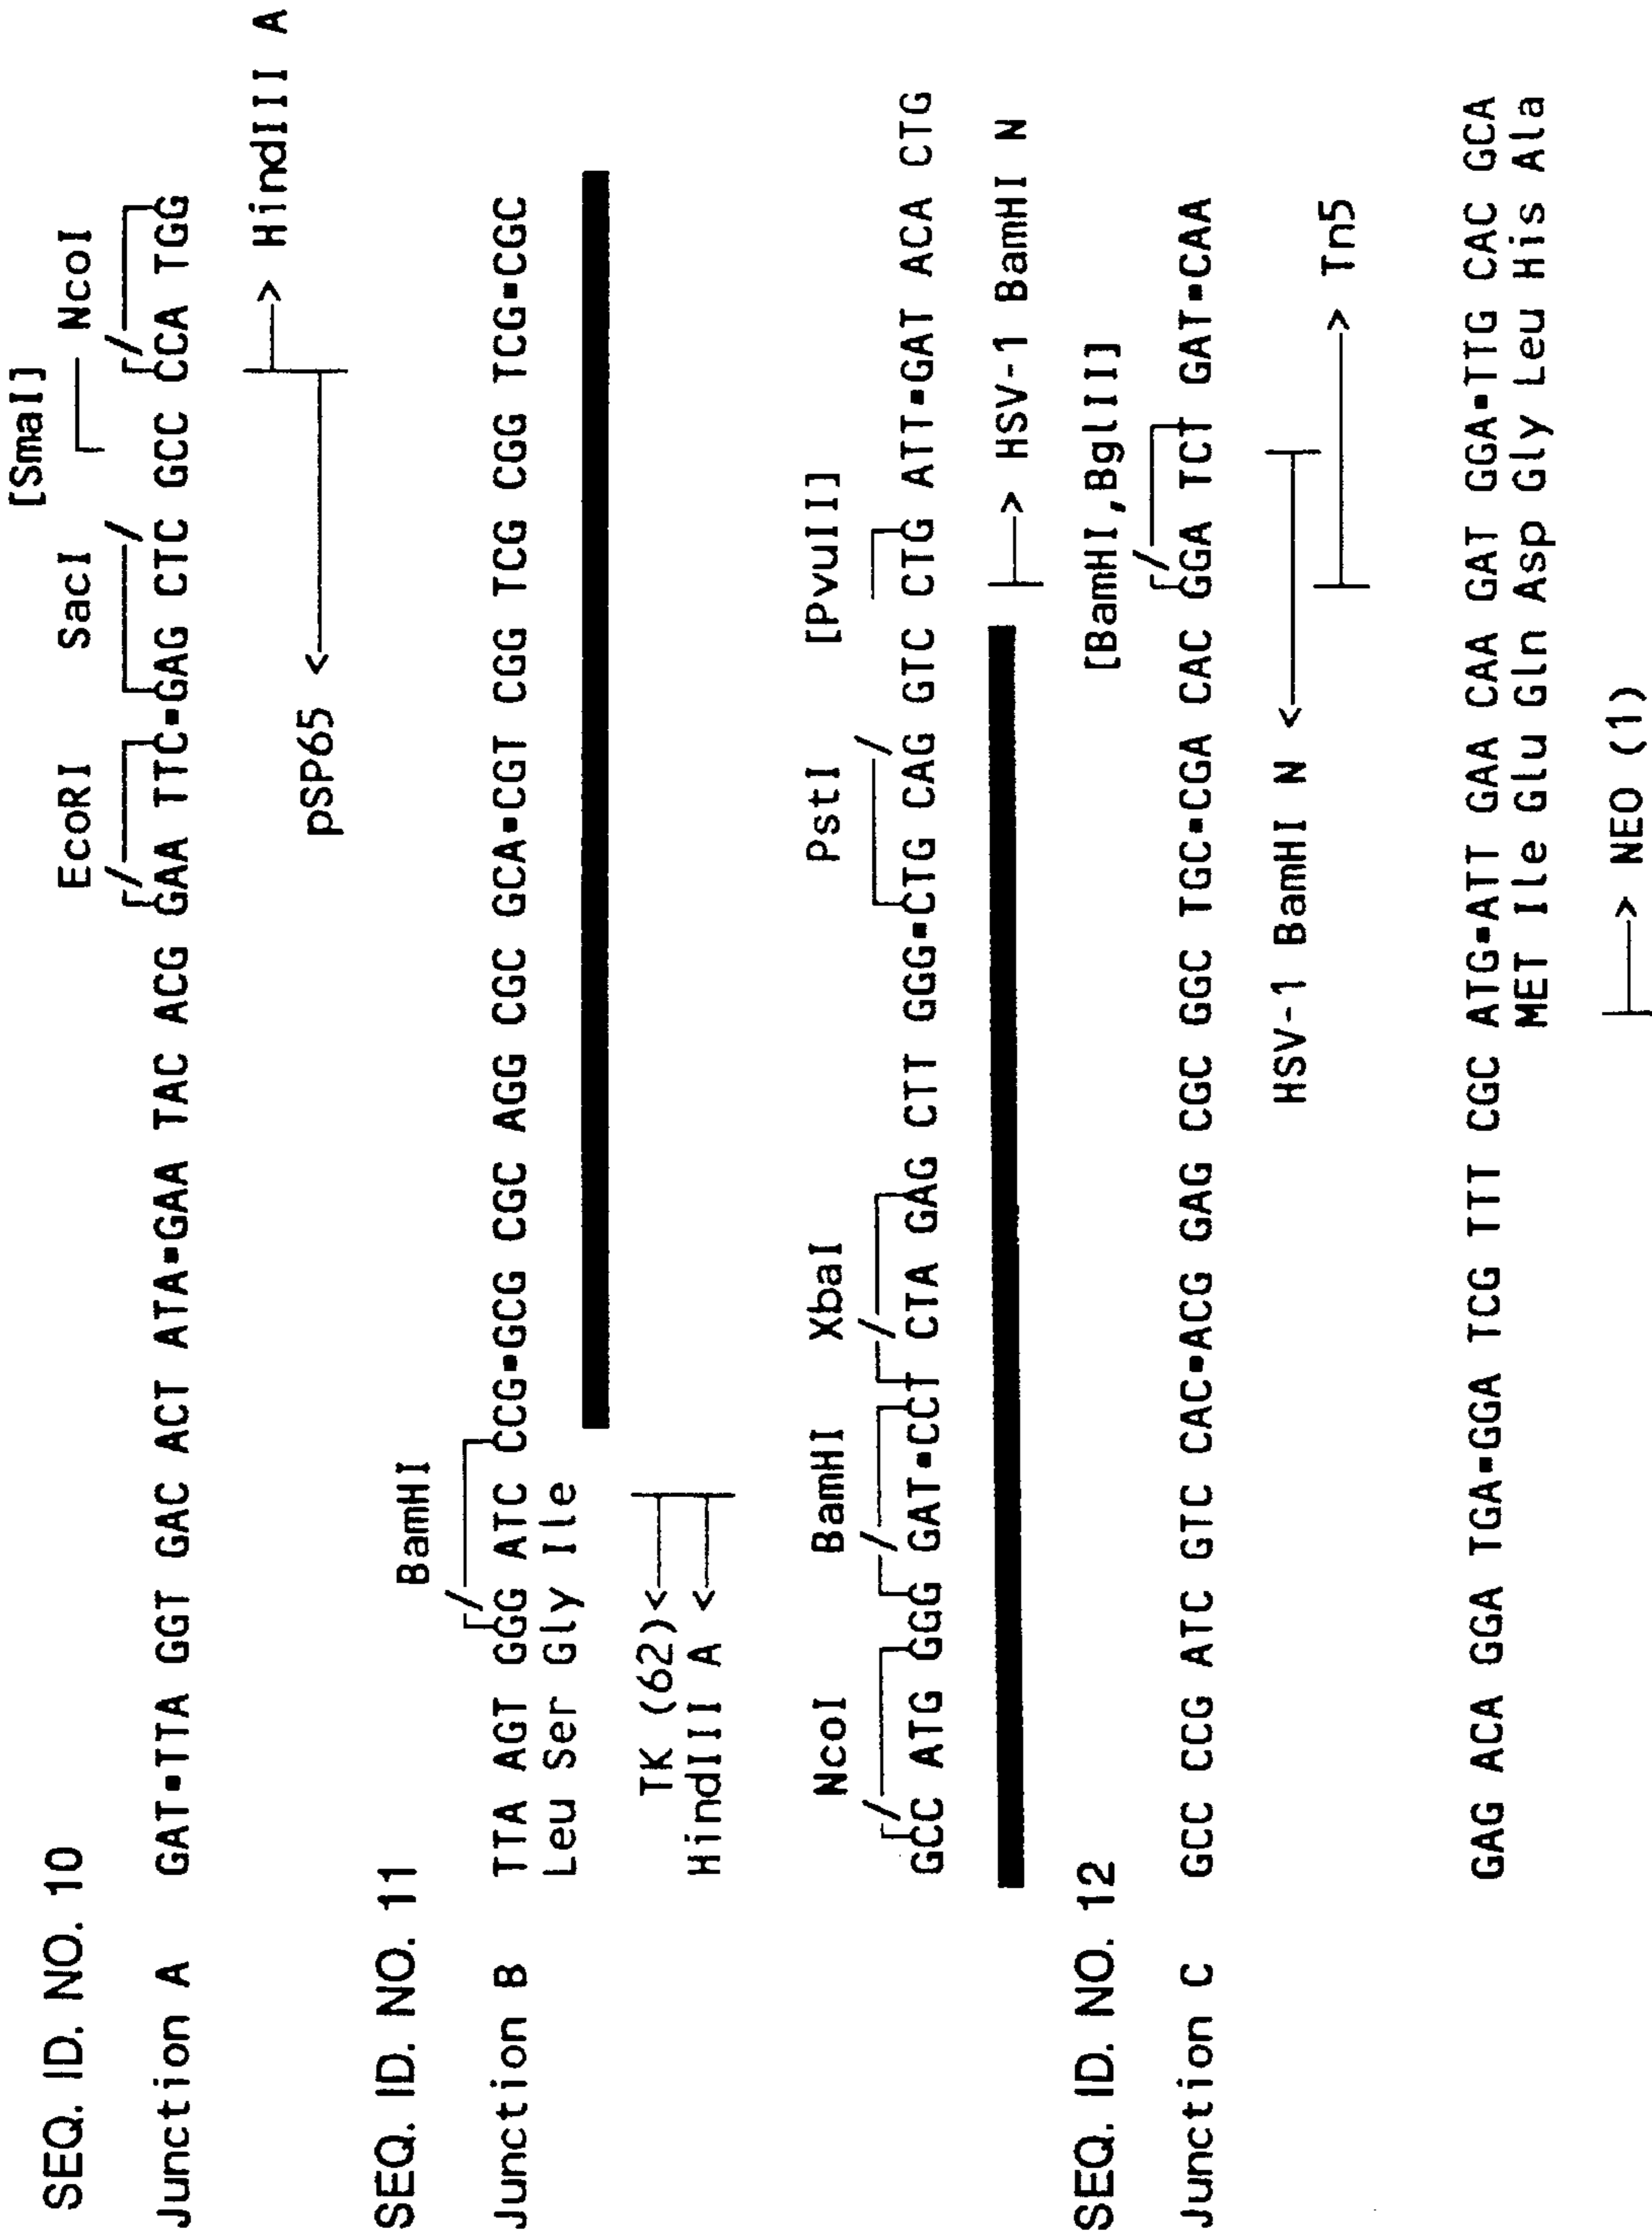 SEQ. ID. NO. 10
[SmaI]
EcoRI SacI NcoI
Junction A GAT▪TTA GGT GAC ACT ATA▪GAA TAC ACG GAA TTC▪GAG CTC GCC CCA TGG
> HindIII A
pSP65 <
SEQ. ID. NO. 11
BamHI
Junction B TTA AGT GGG ATC CCG▪GCG CGC AGG CGC GCA▪CGT CGG TCG CGG TCG▪CGC
Leu Ser Gly Ile
TK (62) <
HindIII A <
NcoI BamHI XbaI PstI [PvuII]
GCC ATG GGG GAT▪CCT CTA GAG CTT GGG▪CTG CAG GTC CTG ATT▪GAT ACA CTG
> HSV-1 BamHI N
SEQ. ID. NO. 12
[BamHI,BglII]
Junction C GCC CCG ATC GTC CAC▪ACG GAG CGC GGC TGC▪CGA CAC GGA TCT GAT▪CAA
HSV-1 BamHI N <
> Tn5
GAG ACA GGA TGA▪GGA TCG TTT CGC ATG▪ATT GAA CAA GAT GGA▪TTG CAC GCA
MET Ile Glu Gln Asp Gly Leu His Ala
> NEO (1)